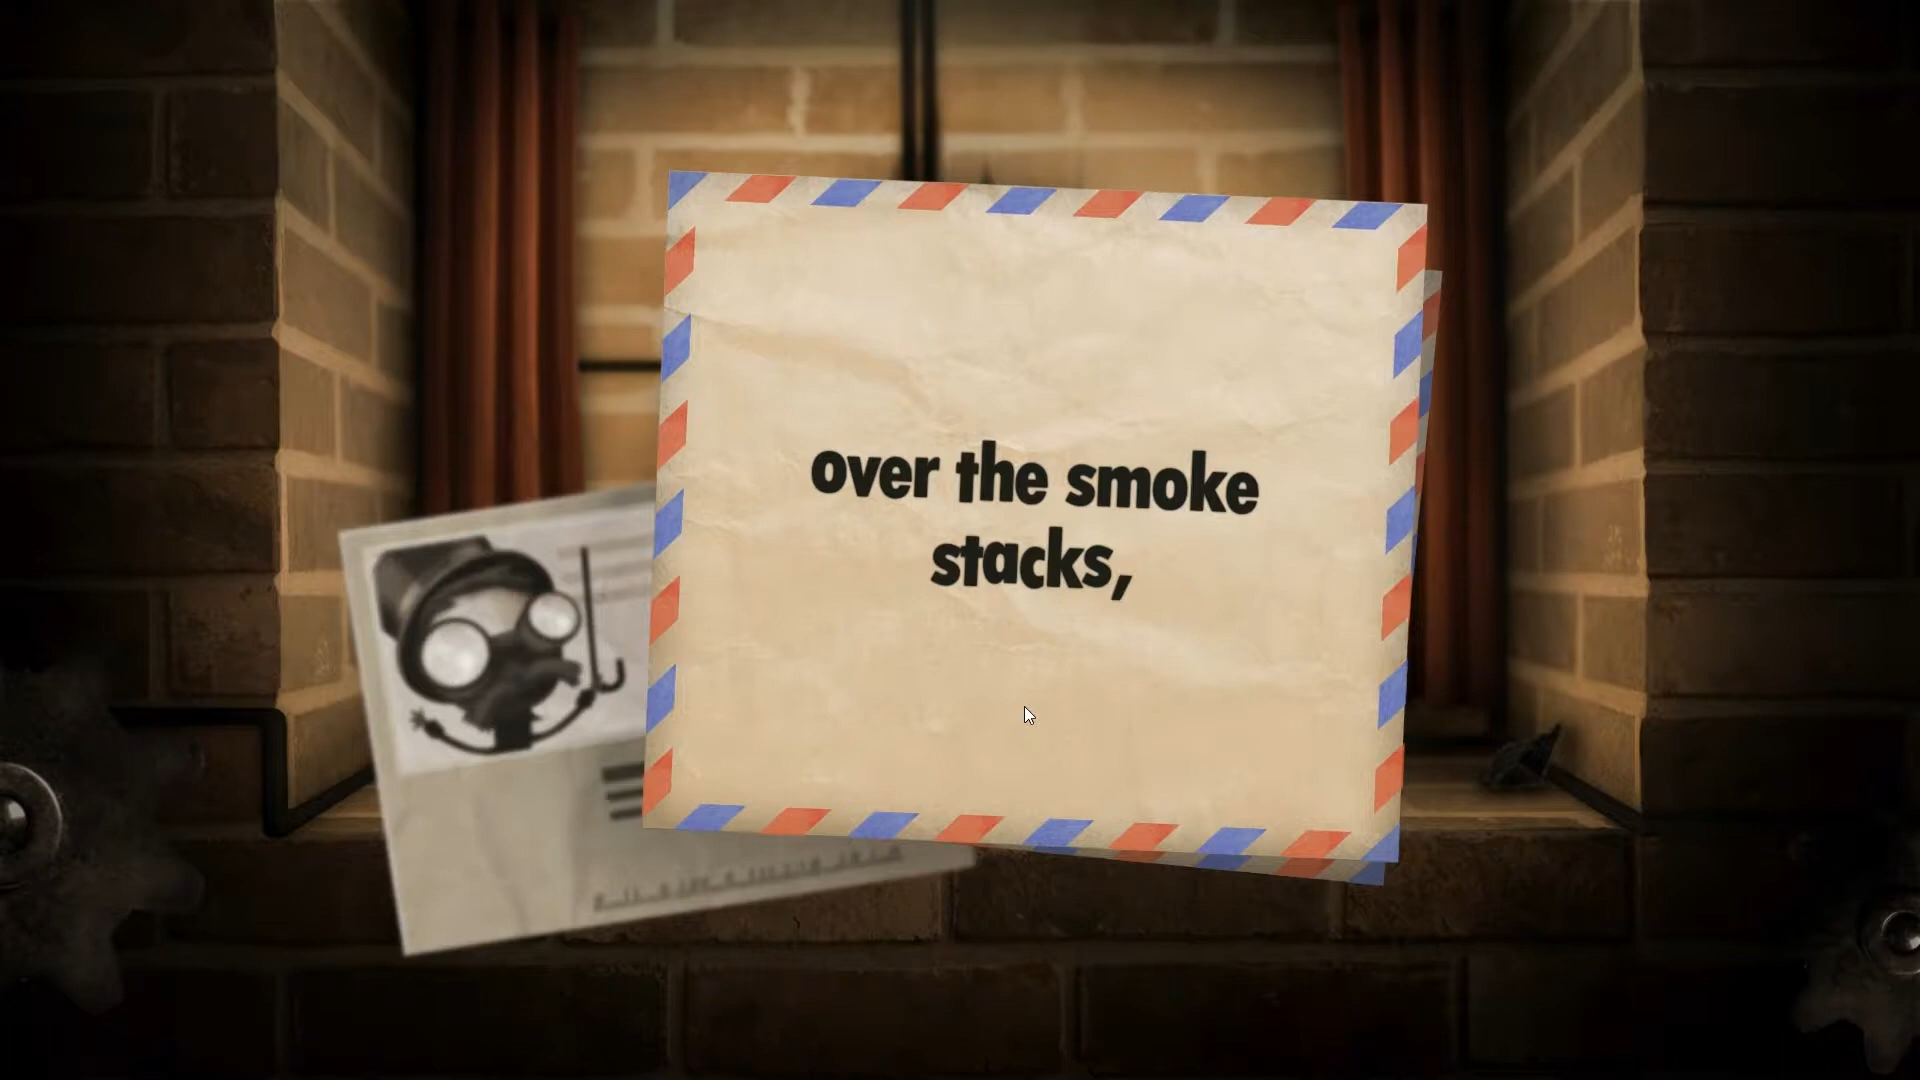 over the smoke
stacks,